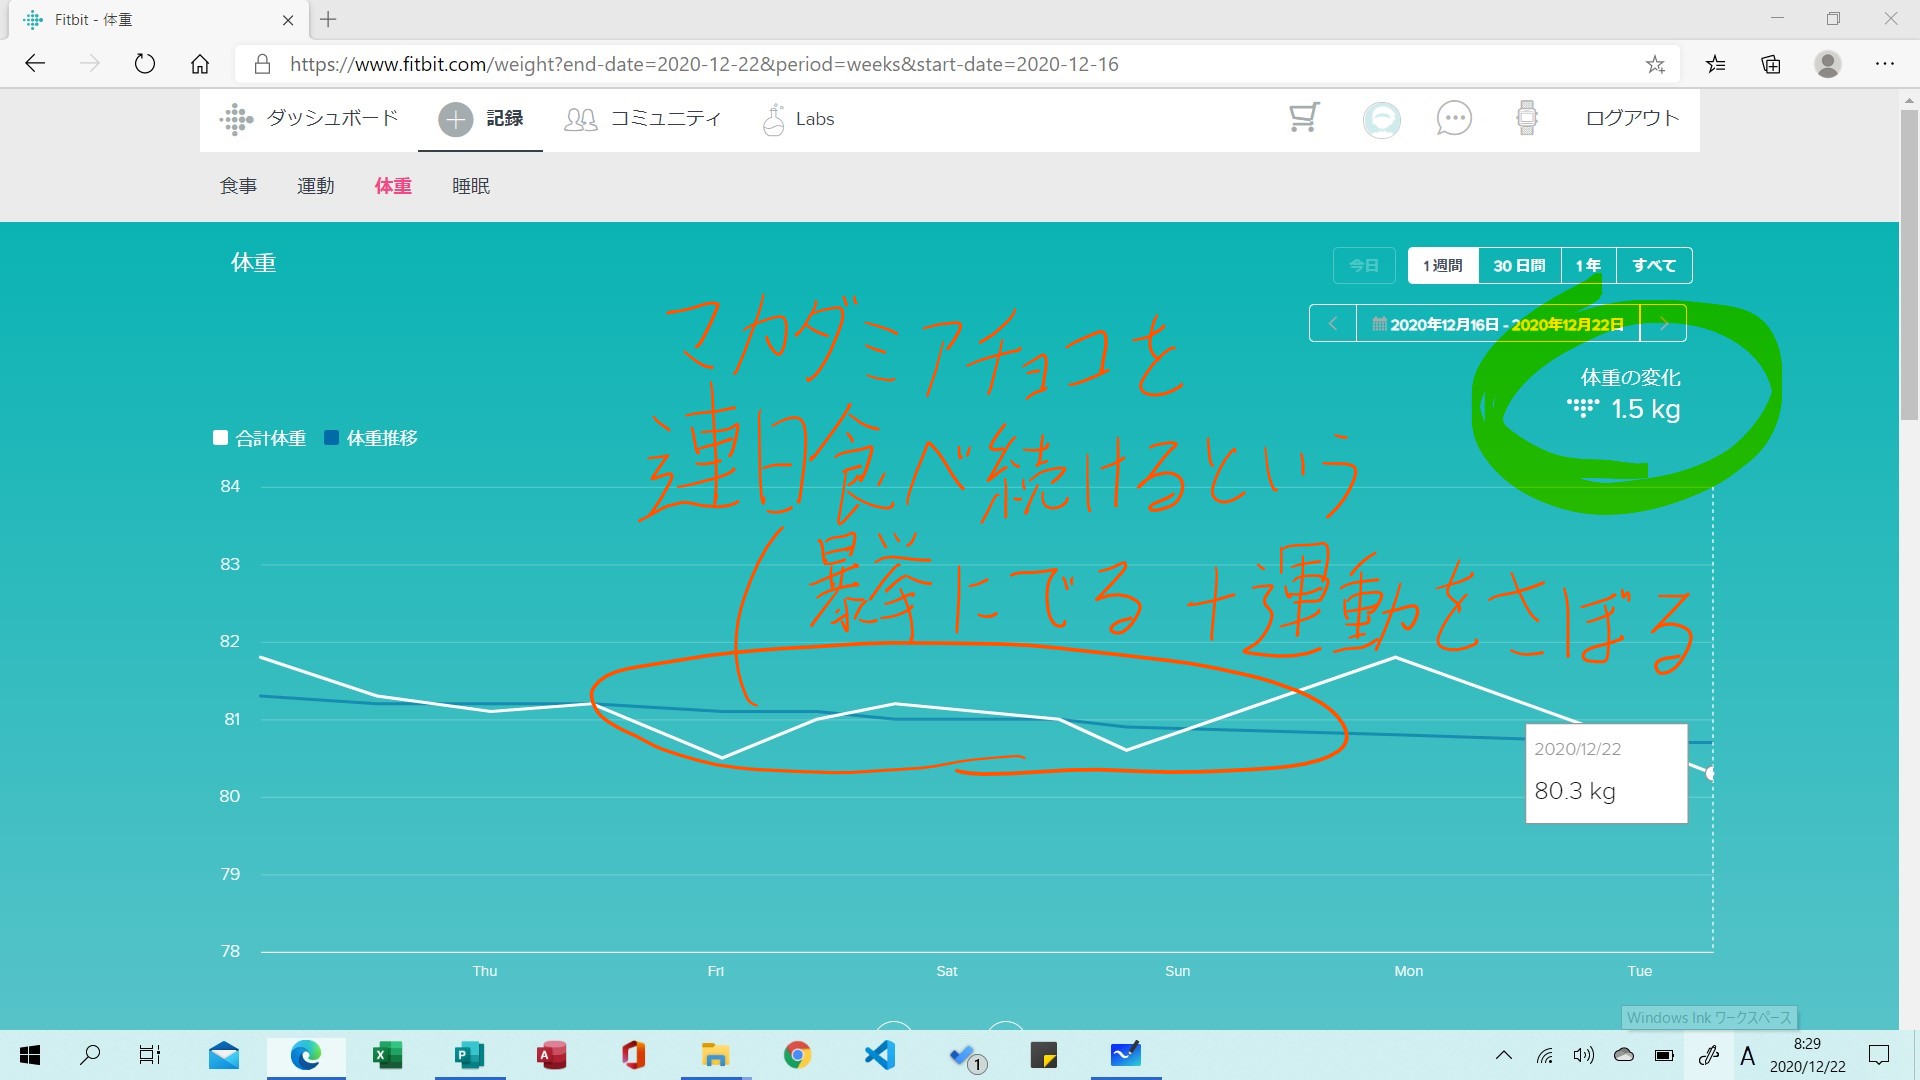 Fitbit - 体重
https://www.fitbit.com/weight?end-date=2020-12-22&period=weeks&start-date=2020-12-16
ダッシュボード 記録 コミュニティ Labs ログアウト
食事 運動 体重 睡眠
体重
今日 1 週間 30 日間 1 年 すべて
2020年12月16日 - 2020年12月22日
マカダミアチョコを
体重の変化
1.5 kg
合計体重 体重推移
連日食べ続けるという
84
83
暴挙にでる+運動をさぼる
82
81
2020/12/22
80.3 kg
80
79
78
Thu Fri Sat Sun Mon Tue
Windows Ink ワークスペース
1
A
8:29
2020/12/22